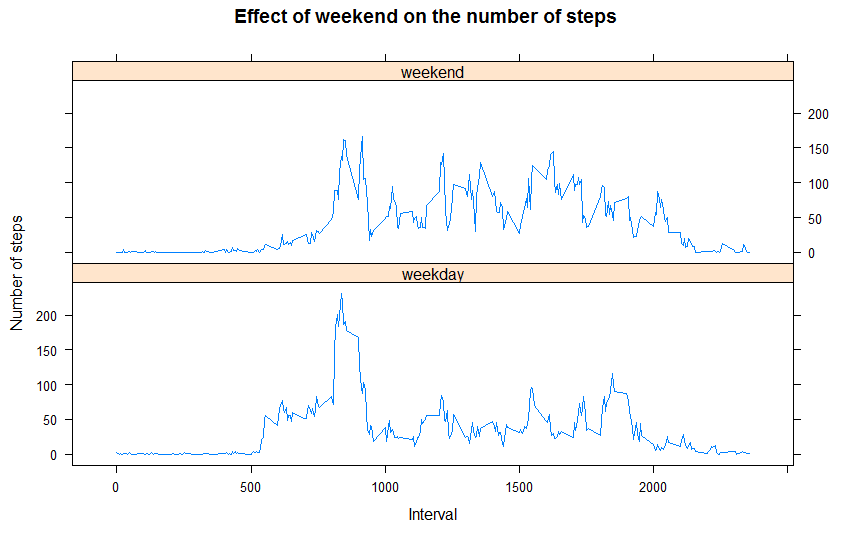 Effect of weekend on the number of steps
weekend
200
150
100
50
0
weekday
200
150
100
50
0
Number of steps
0 500 1000 1500 2000
Interval